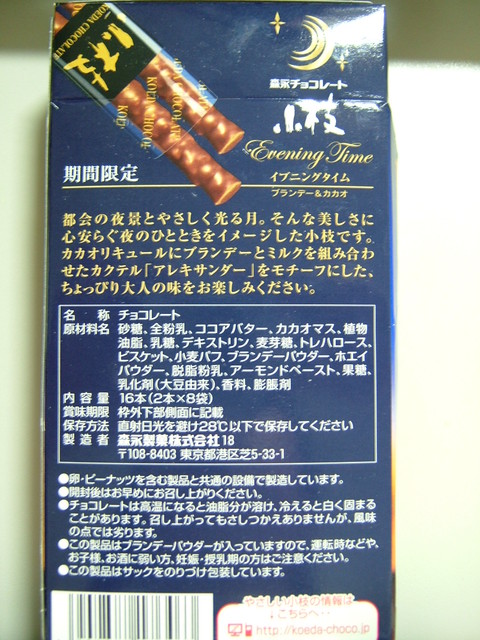 KOEDA CHOCOLATE
小枝
KOEDA CHOCOLATE
森永チョコレート
小枝
Evening Time
イブニングタイム
ブランデー&カカオ
期間限定
都会の夜景とやさしく光る月。そんな美しさに
心安らぐ夜のひとときをイメージした小枝です。
カカオリキュールにブランデーとミルクを組み合わ
せたカクテル「アレキサンダー」をモチーフにした、
ちょっぴり大人の味をお楽しみください。
名 称 チョコレート
原材料名 砂糖、全粉乳、ココアバター、カカオマス、植物
油脂、乳糖、デキストリン、麦芽糖、トレハロース、
ビスケット、小麦パフ、ブランデーパウダー、ホエイ
パウダー、脱脂粉乳、アーモンドペースト、果糖、
乳化剤(大豆由来)、香料、膨脹剤
内 容 量 16本(2本×8袋)
賞味期限 枠外下部側面に記載
保存方法 直射日光を避け28℃以下で保存してください
製 造 者 森永製菓株式会社18
〒108-8403 東京都港区芝5-33-1
●卵・ピーナッツを含む製品と共通の設備で製造しています。
●開封後はお早めにお召し上がりください。
●チョコレートは高温になると油脂分が溶け、冷えると白く固まる
ことがあります。召し上がってもさしつかえありませんが、風味
の点では劣ります。
●この製品はブランデーパウダーが入っていますので、運転時などや、
お子様、お酒に弱い方、妊娠・授乳期の方はご注意ください。
●この製品はサックをのりづけ包装しています。
やさしい小枝の情報は
↓こちらへ‥
http://koeda-choco.jp